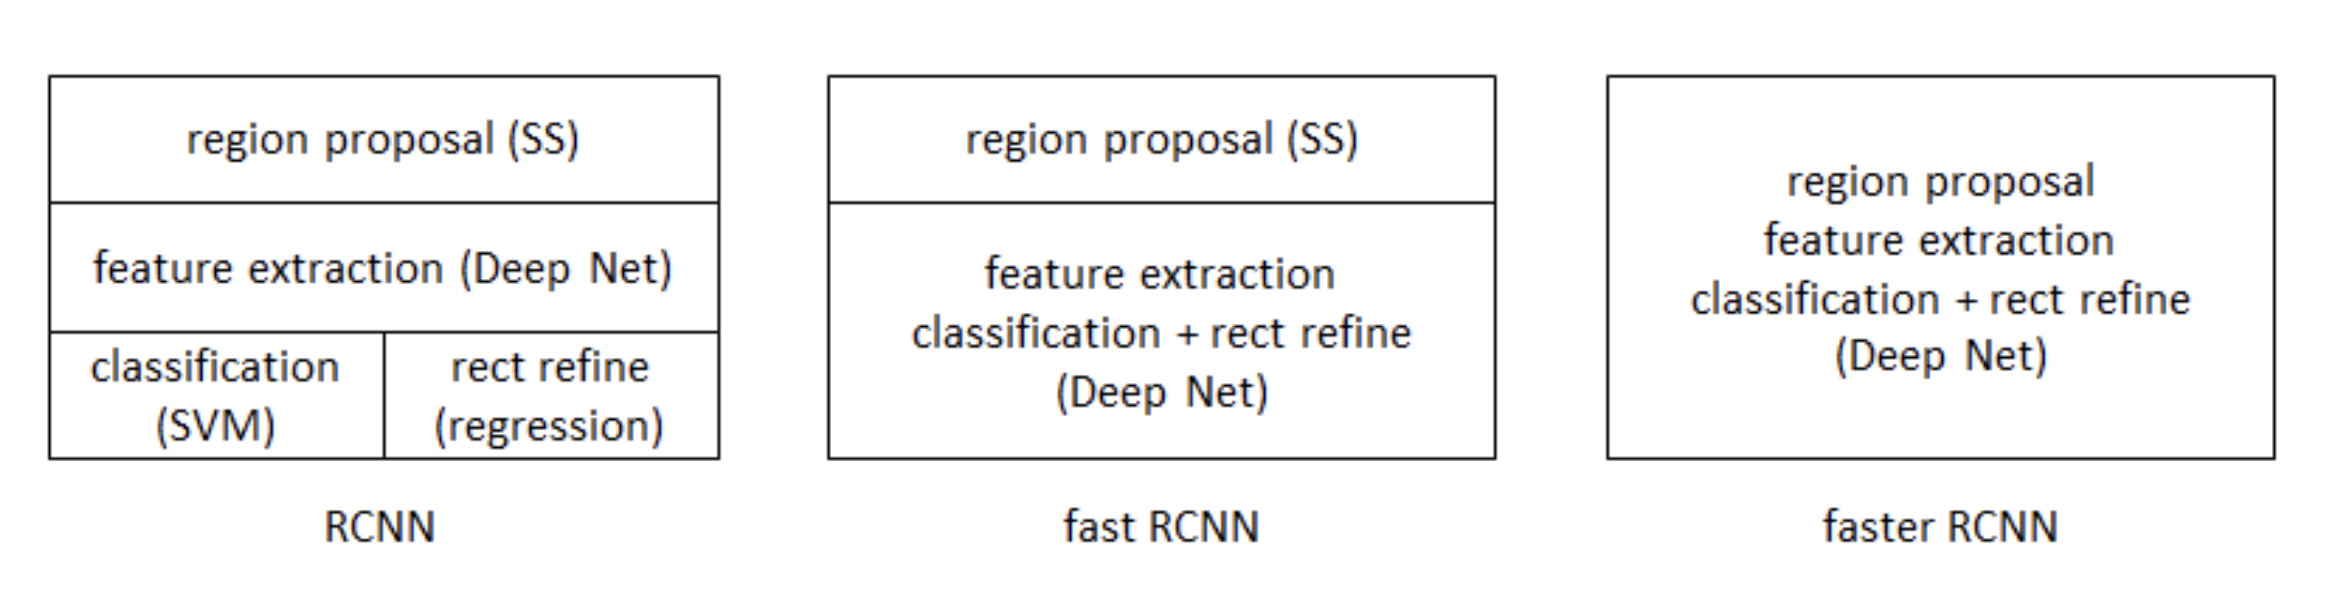 region proposal (SS)
feature extraction (Deep Net)
classification
(SVM)
rect refine
(regression)
RCNN
region proposal (SS)
feature extraction
classification + rect refine
(Deep Net)
fast RCNN
region proposal
feature extraction
classification + rect refine
(Deep Net)
faster RCNN